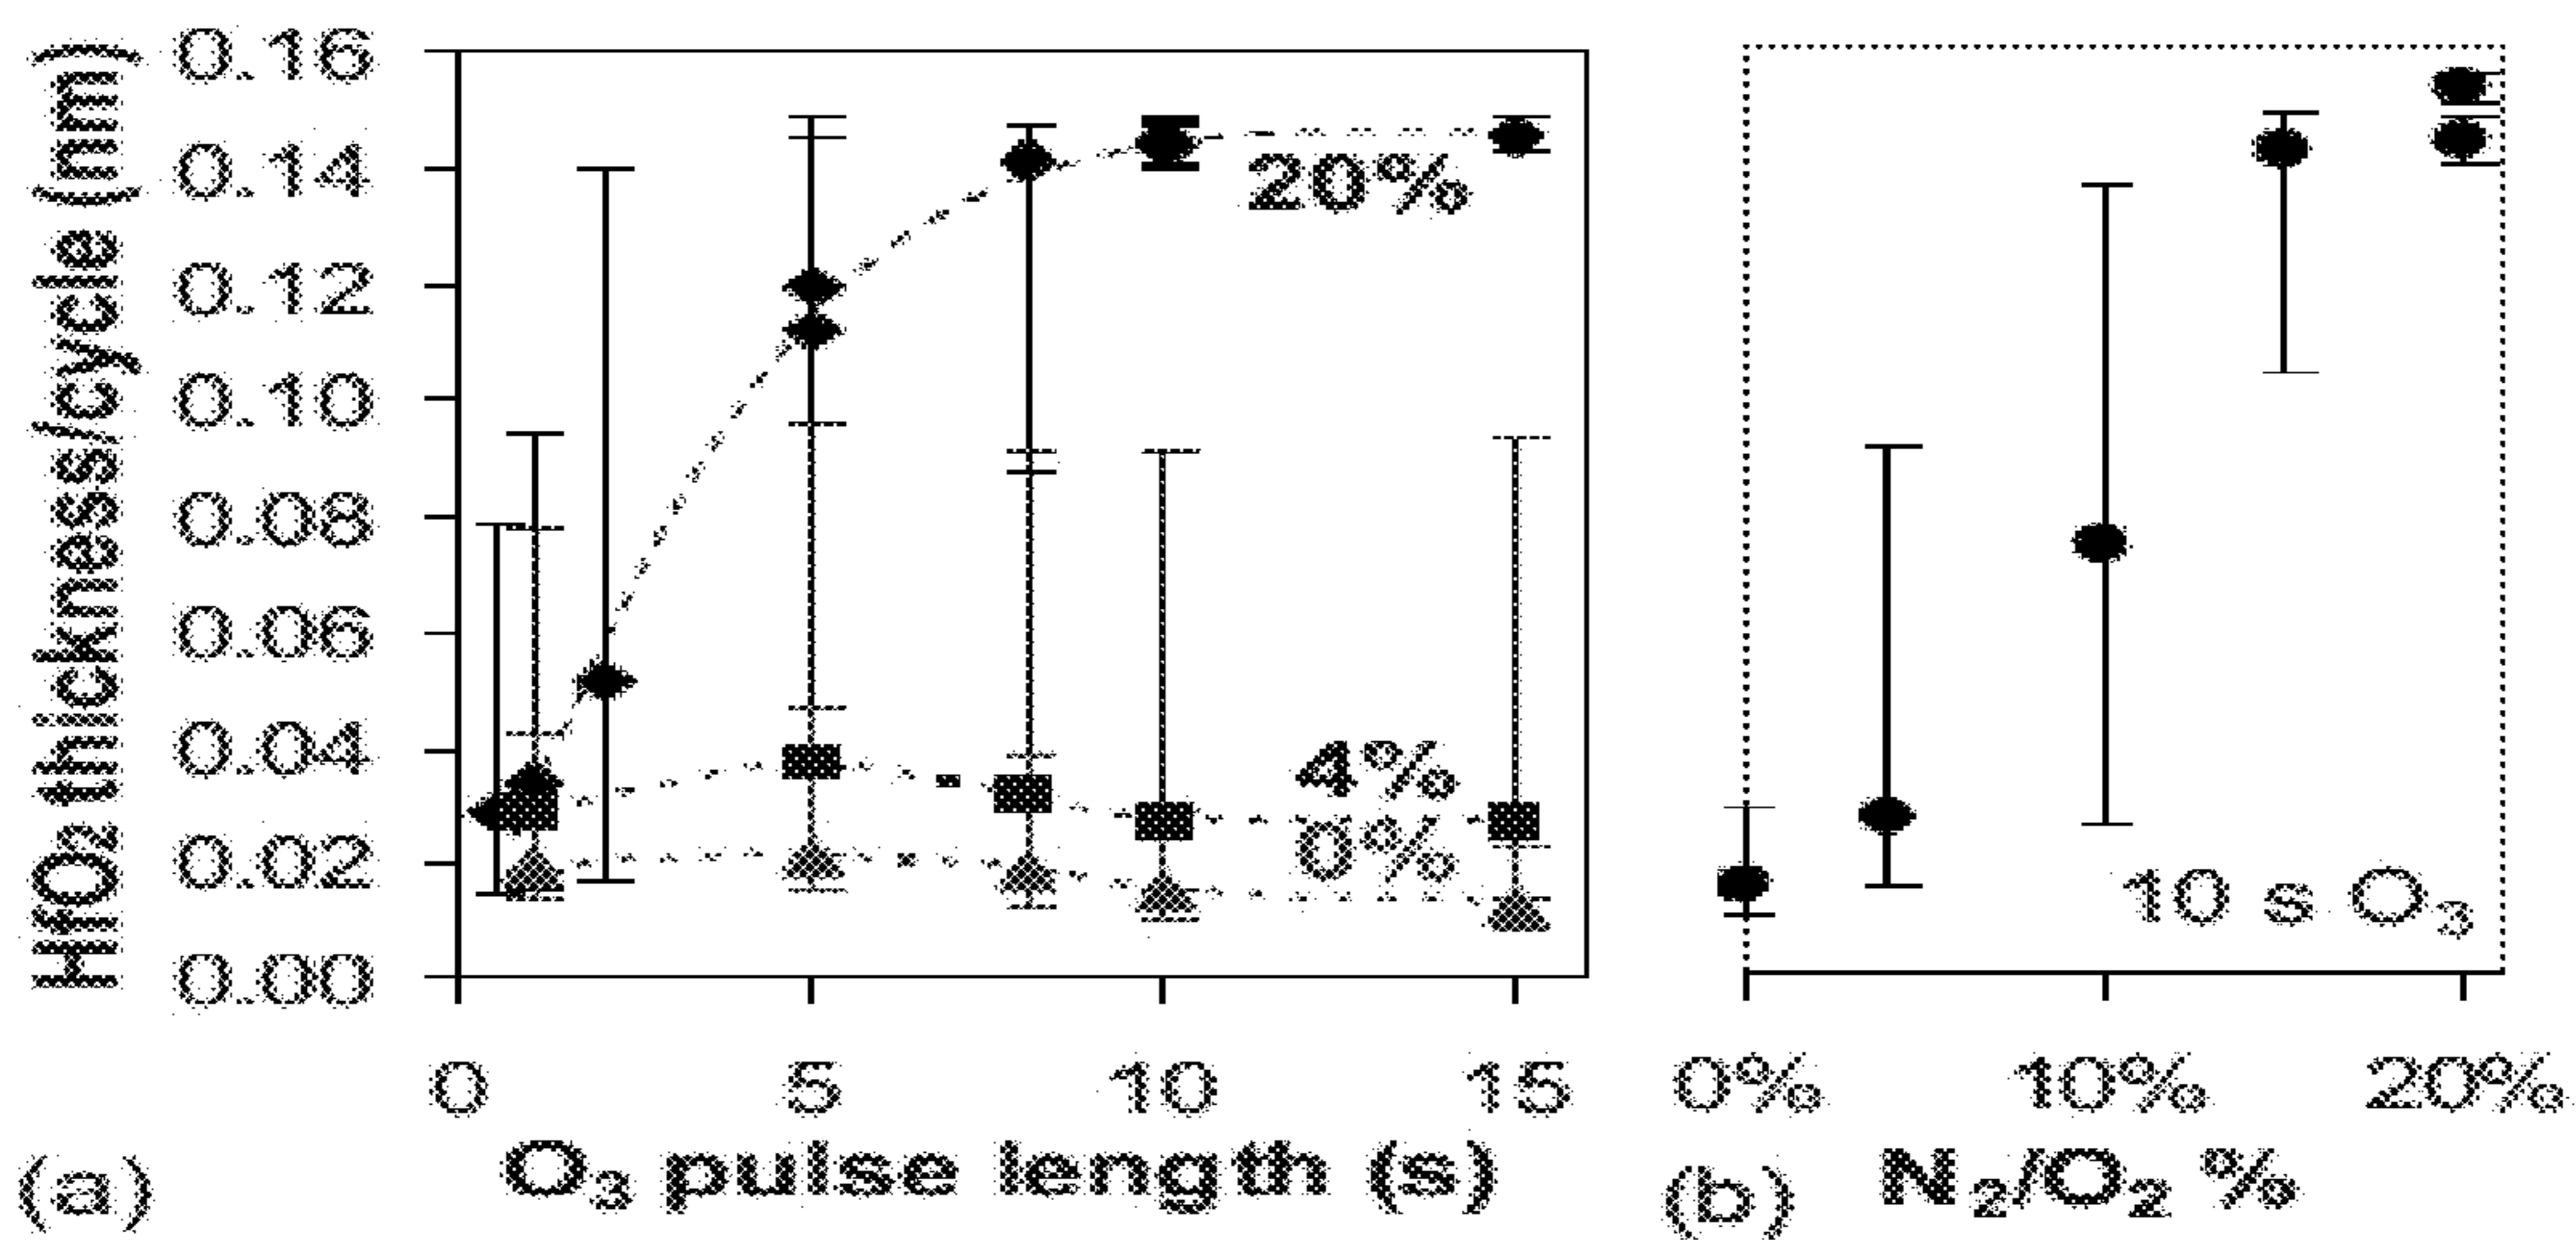 HfO₂ thickness/cycle (nm)
0.16
0.14
0.12
0.10
0.08
0.06
0.04
0.02
0.00
20%
4%
0%
0 5 10 15
O₃ pulse length (s)
(a)
10 s O₃
0% 10% 20%
N₂/O₂ %
(b)